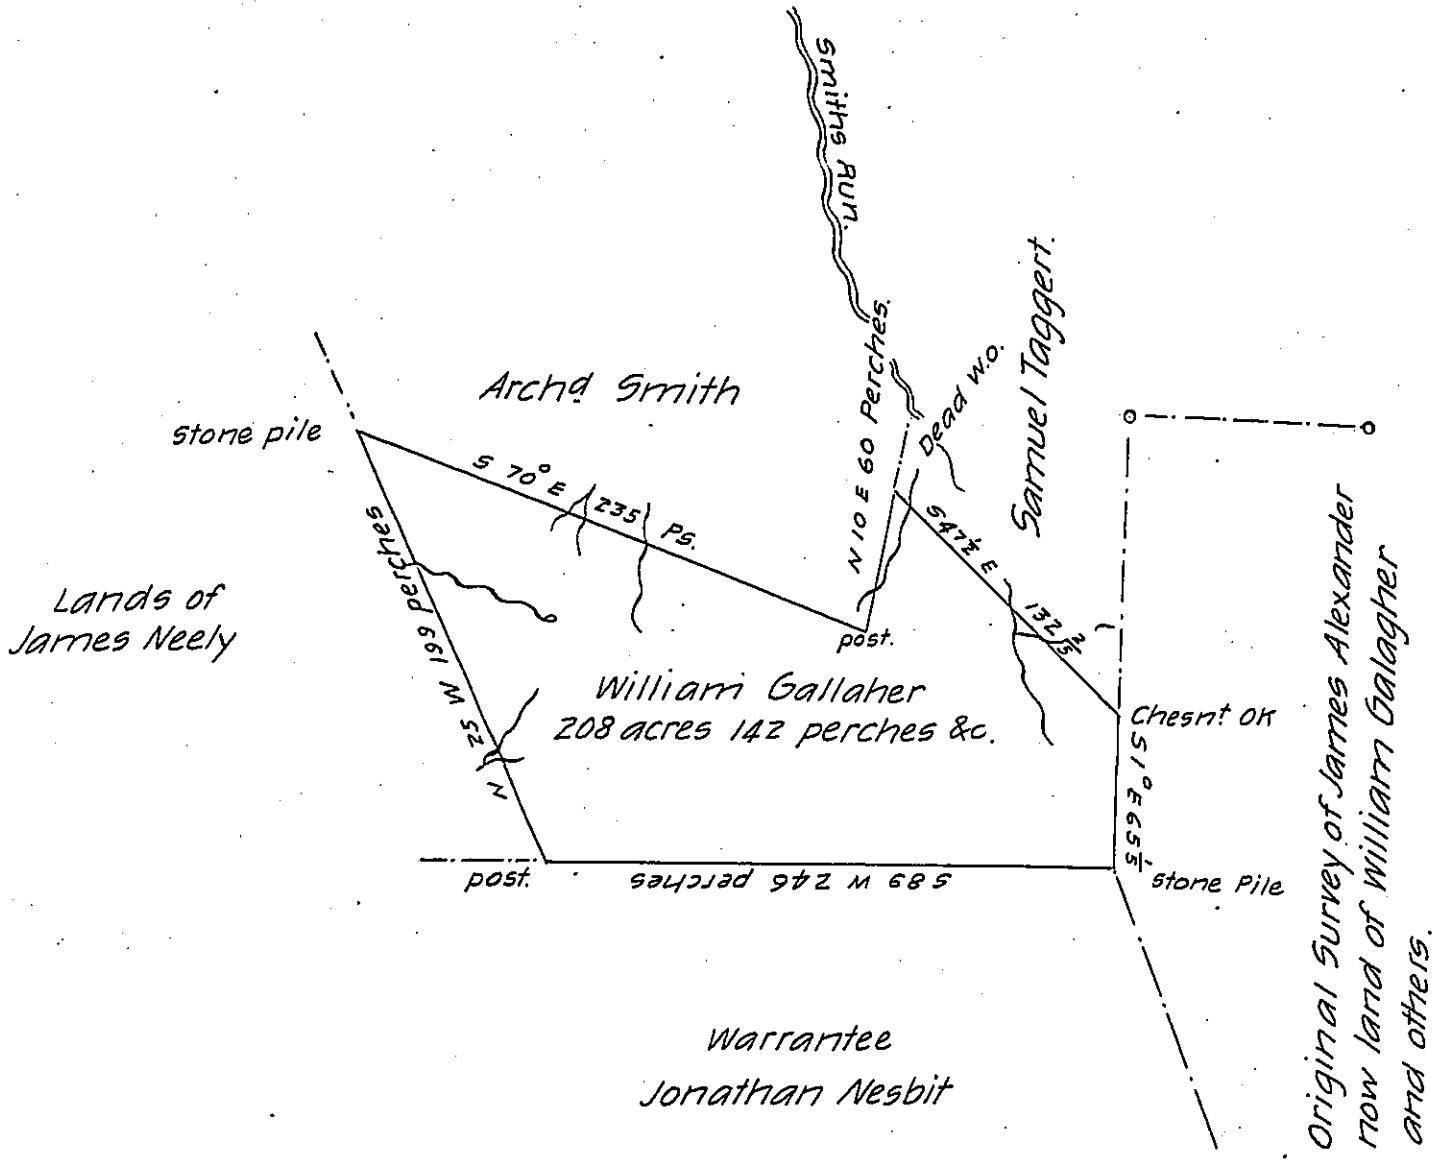 Smiths Run.
Samuel Taggert.
Dead W.O.
N 10 E 60 Perches.
Archd Smith
Stone pile
S 70° E 235 Ps.
S 47½ E 132 2/5
post.
Lands of
James Neely
N 25 W 199 perches
William Gallaher
208 acres 142 perches &c.
Chesnt OK
S 1° E 65 1/5
Stone Pile
post.
S 89 W 246 perches
Warrantee
Jonathan Nesbit
Original Survey of James Alexander
now land of William Galagher
and others.